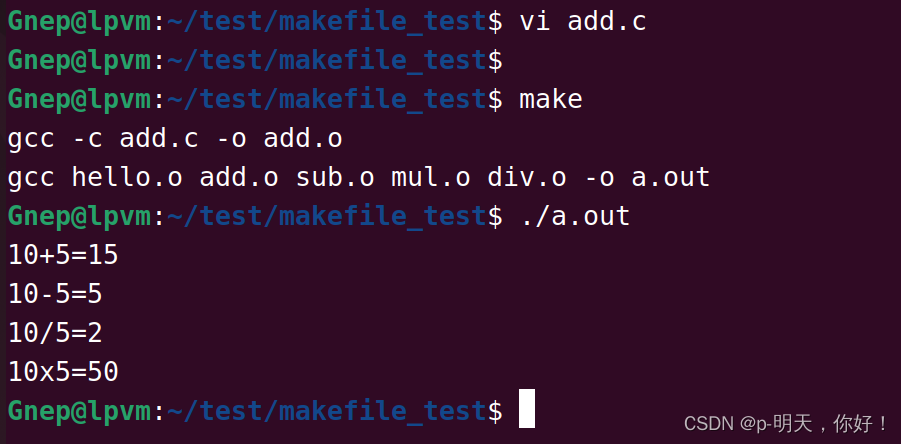 Gnep@lpvm:~/test/makefile_test$ vi add.c
Gnep@lpvm:~/test/makefile_test$
Gnep@lpvm:~/test/makefile_test$ make
gcc -c add.c -o add.o
gcc hello.o add.o sub.o mul.o div.o -o a.out
Gnep@lpvm:~/test/makefile_test$ ./a.out
10+5=15
10-5=5
10/5=2
10x5=50
Gnep@lpvm:~/test/makefile_test$
CSDN @p-明天，你好！